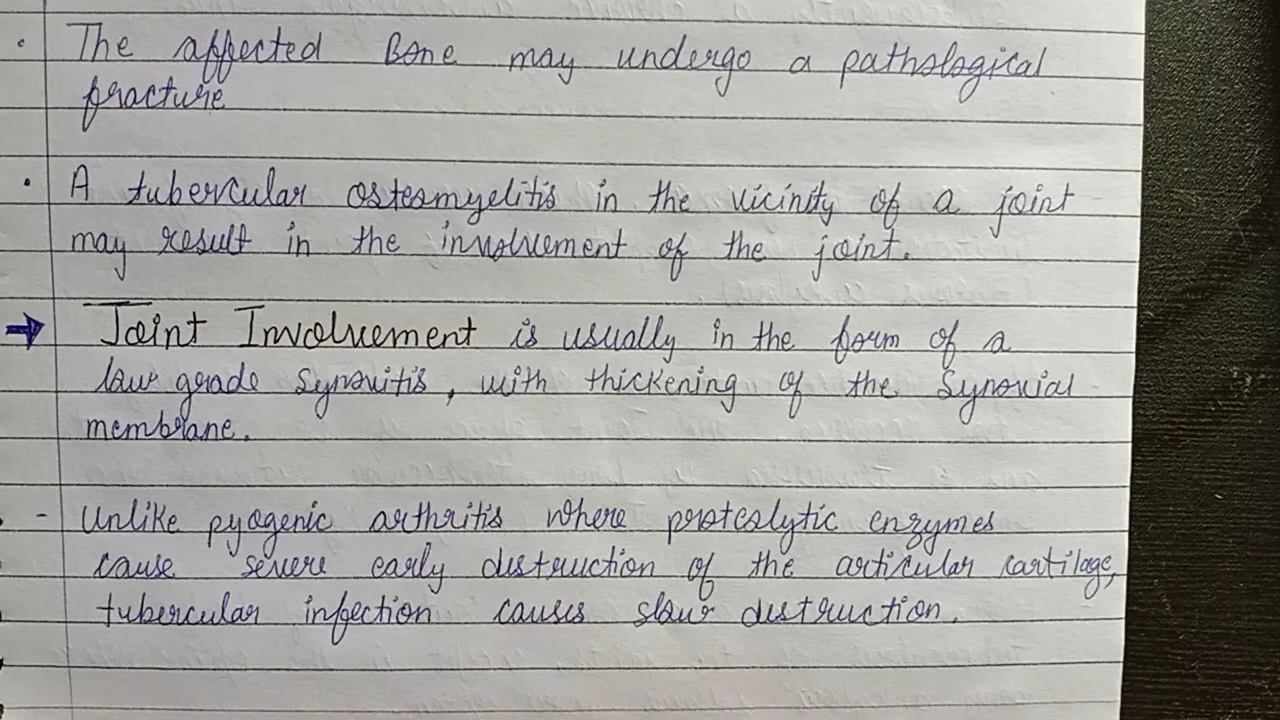 • The affected Bone may undergo a pathological
fracture
• A tubercular osteomyelitis in the vicinity of a joint
may result in the involvement of the joint.
→ Joint Involvement is usually in the form of a
low grade synovitis, with thickening of the synovial
membrane.
- Unlike pyogenic arthritis where proteolytic enzymes
cause severe early destruction of the articular cartilage,
tubercular infection causes slow destruction.